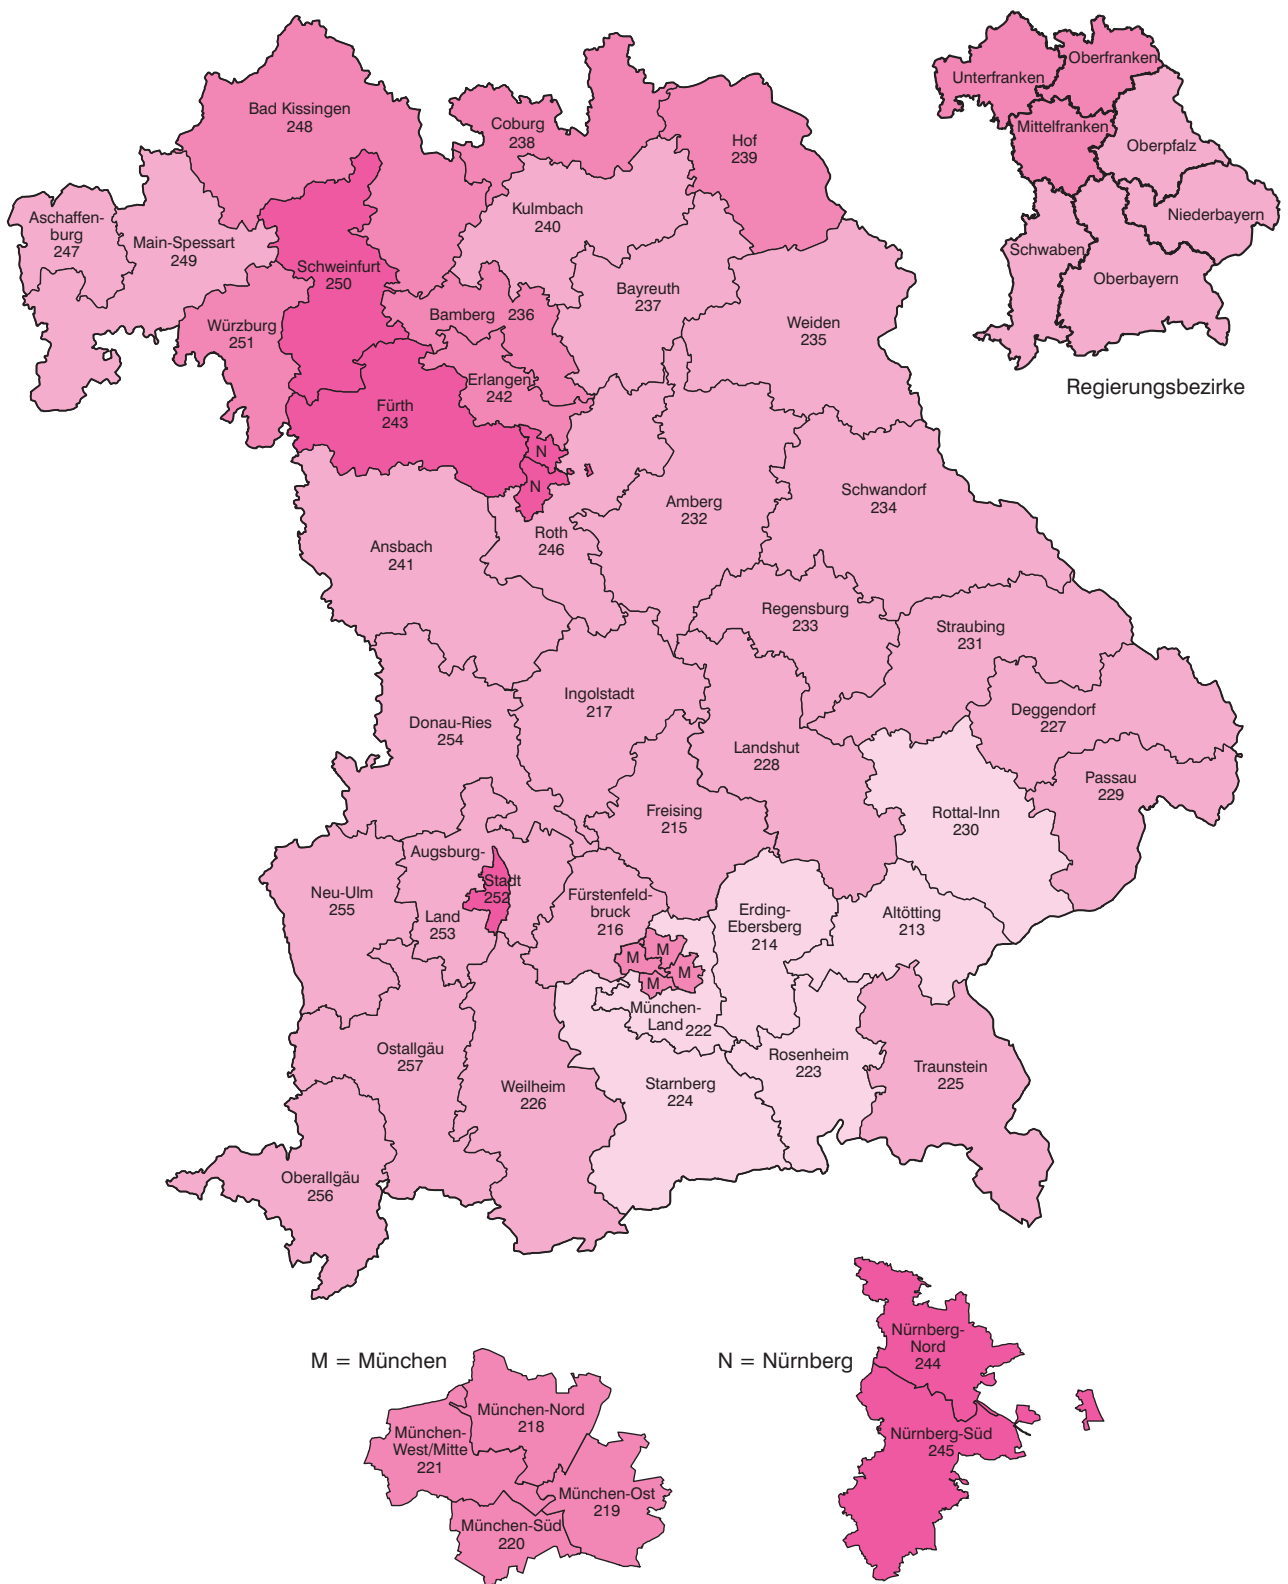 Bad Kissingen
248
Coburg
238
Hof
239
Aschaffen-
burg
247
Main-Spessart
249
Kulmbach
240
Schweinfurt
250
Bayreuth
237
Würzburg
251
Bamberg 236
Weiden
235
Erlangen
242
Fürth
243
N
N
Amberg
232
Schwandorf
234
Ansbach
241
Roth
246
Regensburg
233
Straubing
231
Ingolstadt
217
Donau-Ries
254
Deggendorf
227
Landshut
228
Passau
229
Freising
215
Rottal-Inn
230
Augsburg-
Stadt
252
Land
253
Neu-Ulm
255
Fürstenfeld-
bruck
216
Erding-
Ebersberg
214
Altötting
213
M
M
M
M
München-
Land 222
Ostallgäu
257
Weilheim
226
Starnberg
224
Rosenheim
223
Traunstein
225
Oberallgäu
256
Unterfranken
Oberfranken
Mittelfranken
Oberpfalz
Niederbayern
Schwaben
Oberbayern
Regierungsbezirke
M = München
München-Nord
218
München-
West/Mitte
221
München-Ost
219
München-Süd
220
N = Nürnberg
Nürnberg-
Nord
244
Nürnberg-Süd
245